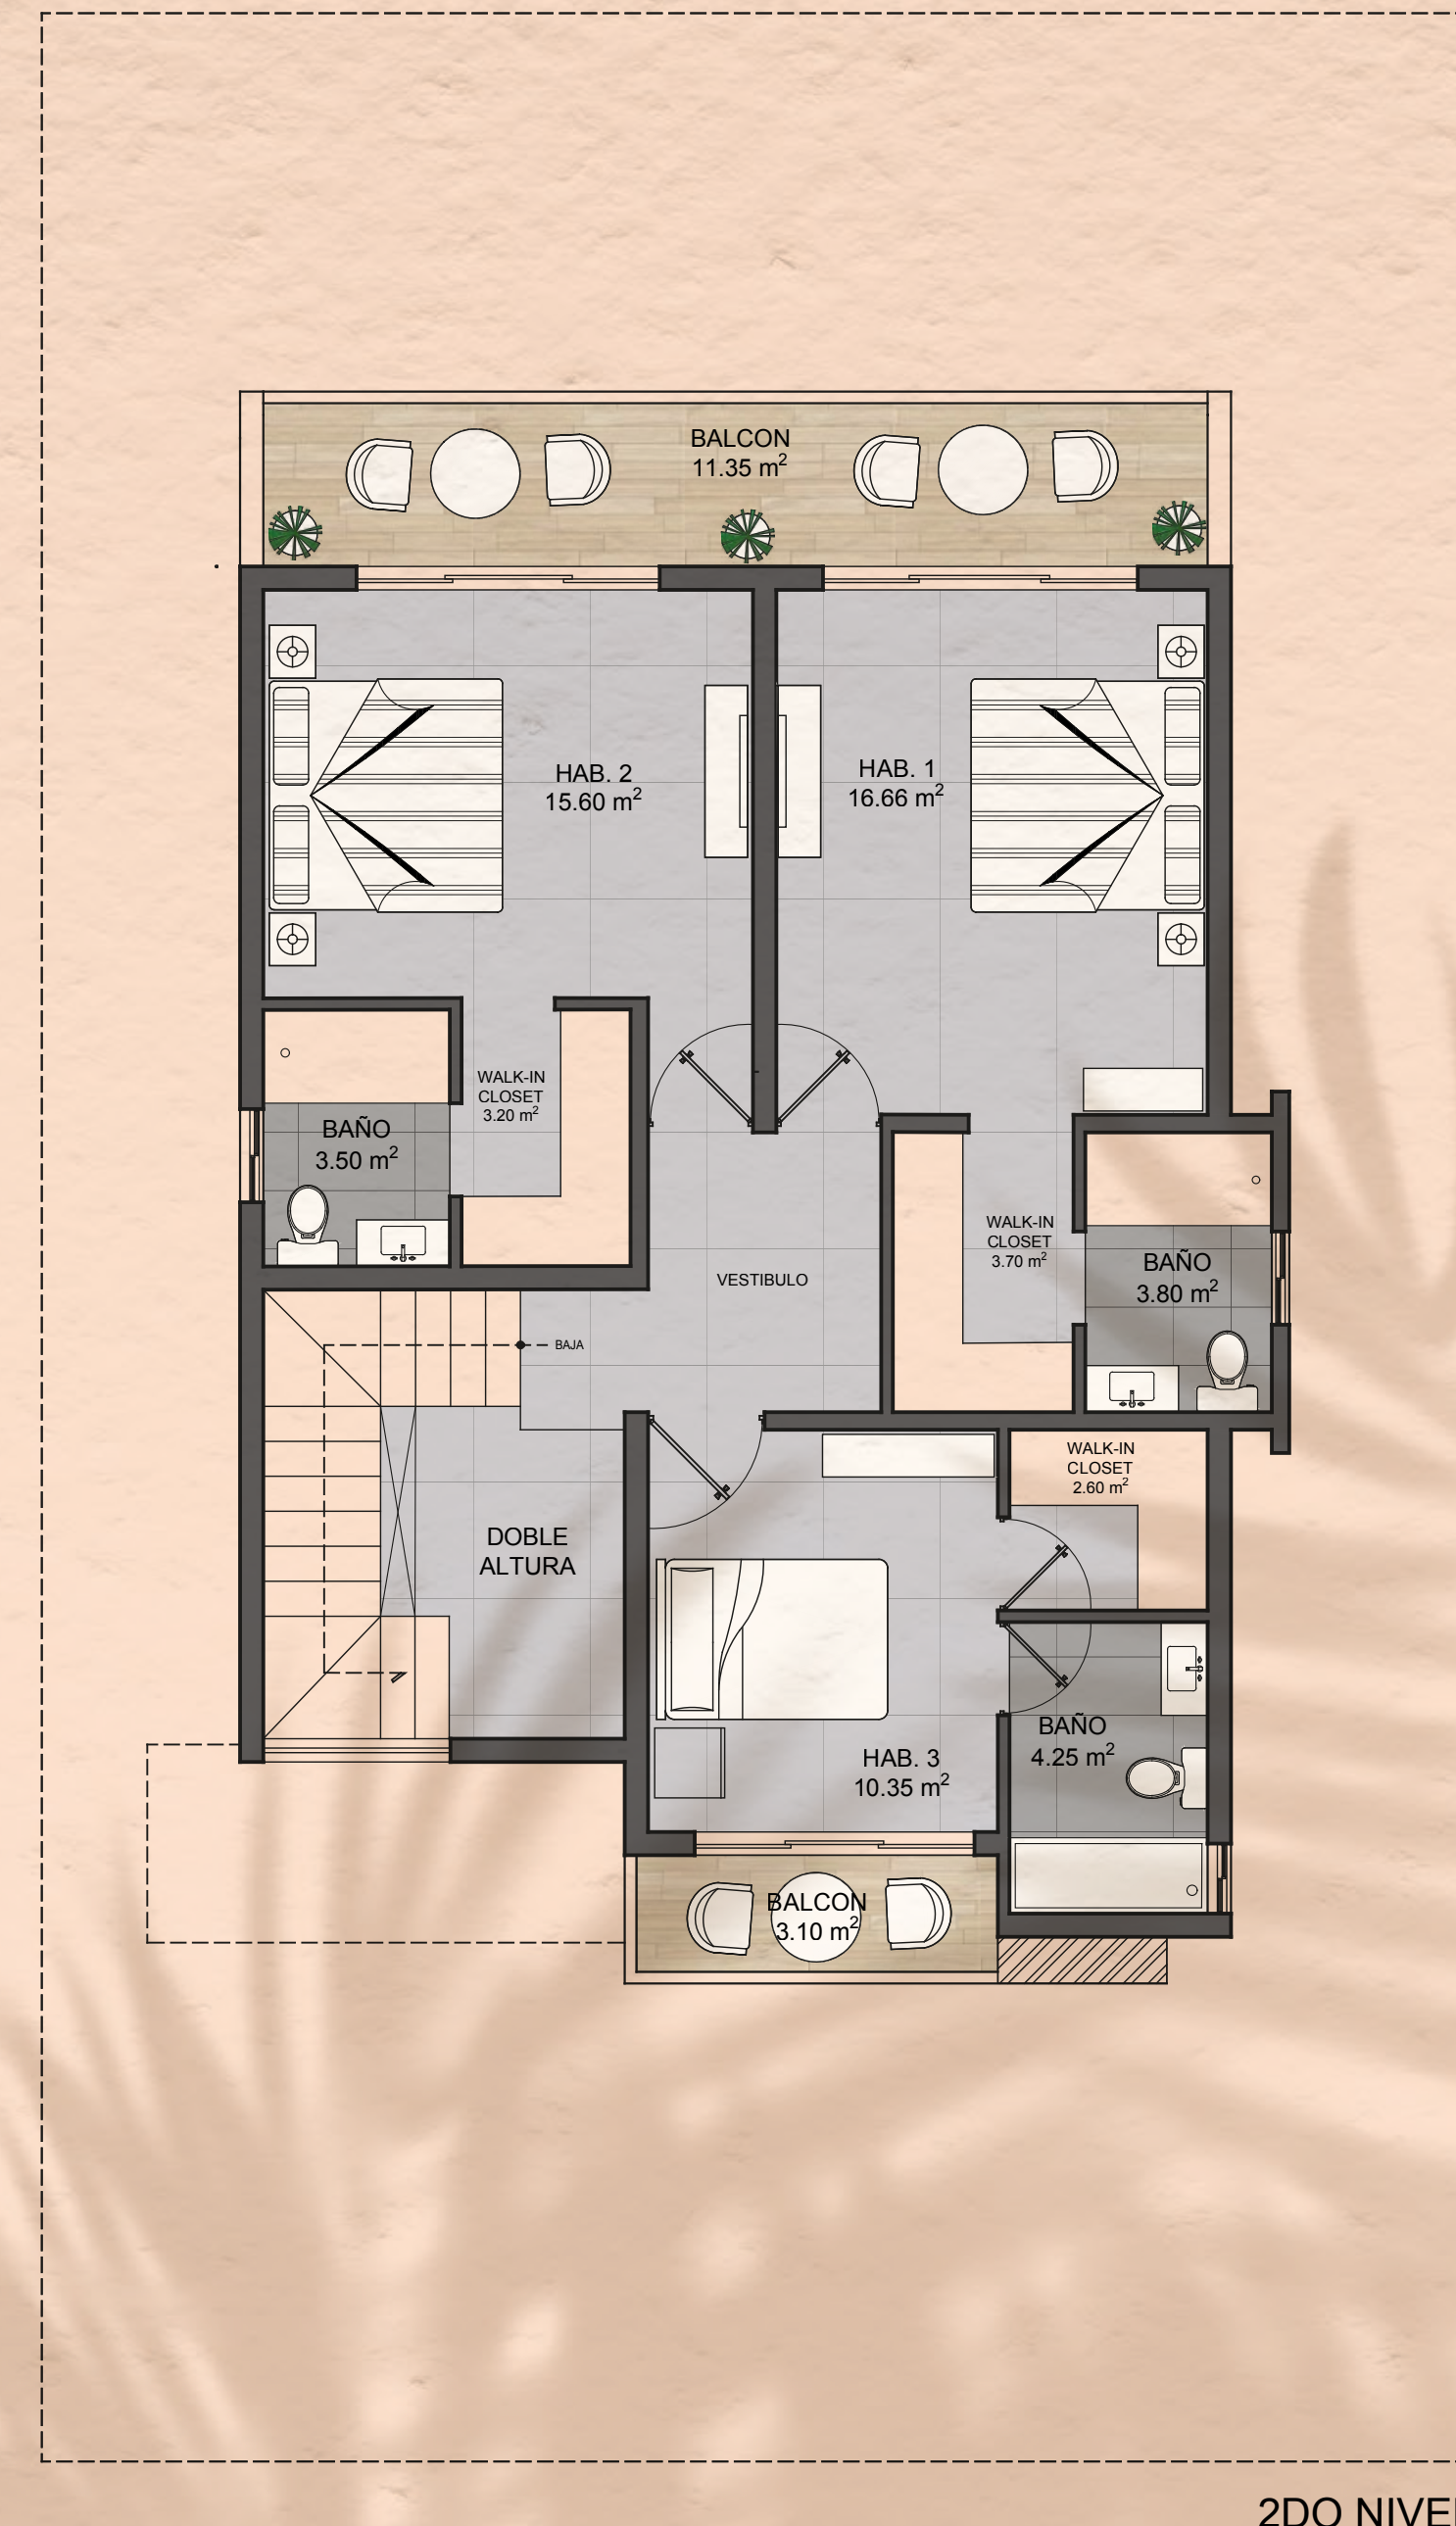 BALCON
11.35 m²
HAB. 2
15.60 m²
HAB. 1
16.66 m²
WALK-IN
CLOSET
3.20 m²
BAÑO
3.50 m²
WALK-IN
CLOSET
3.70 m²
BAÑO
3.80 m²
VESTIBULO
BAJA
WALK-IN
CLOSET
2.60 m²
DOBLE
ALTURA
BAÑO
4.25 m²
HAB. 3
10.35 m²
BALCON
3.10 m²
2DO NIVE